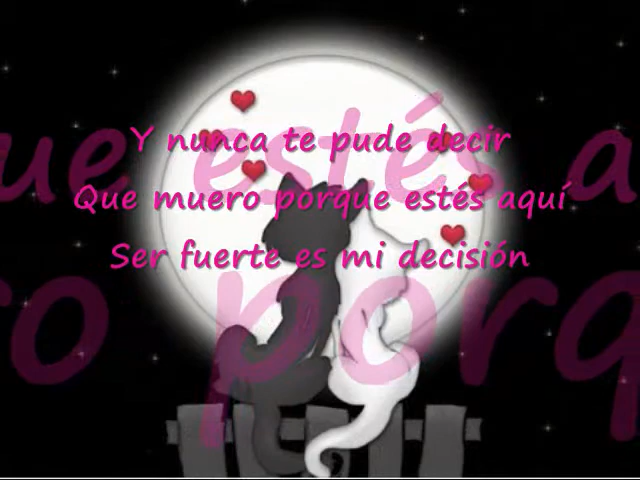 Y nunca te pude decir
Que muero porque estés aquí
Ser fuerte es mi decisión